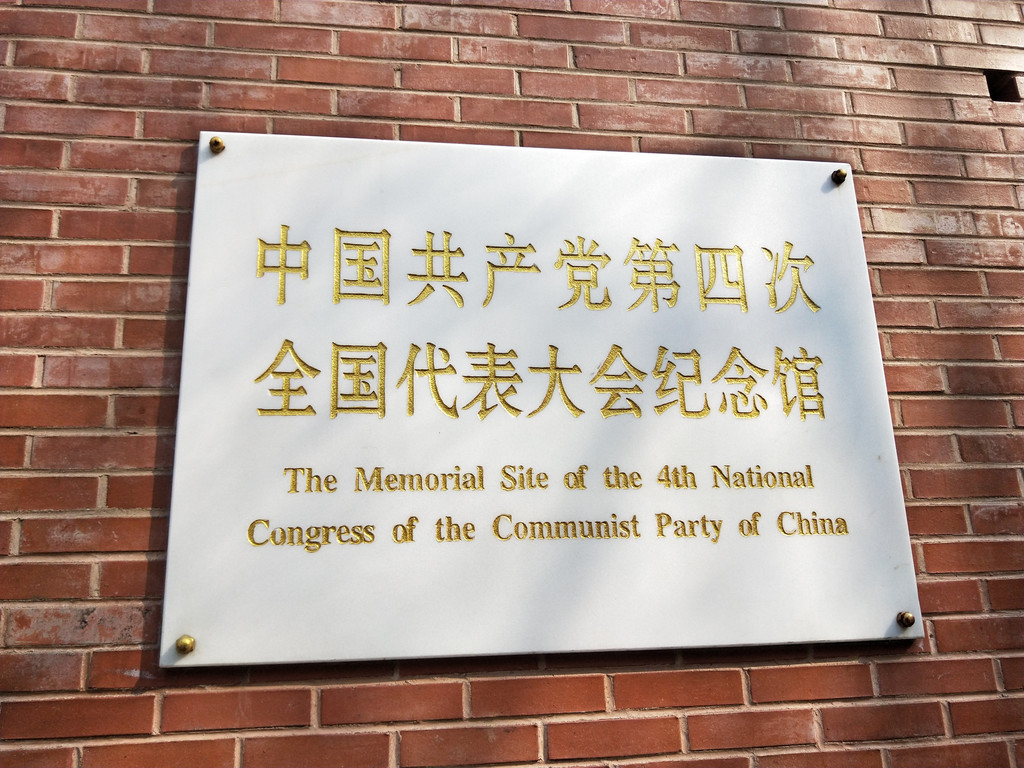 中国共产党第四次
全国代表大会纪念馆
The Memorial Site of the 4th National
Congress of the Communist Party of China